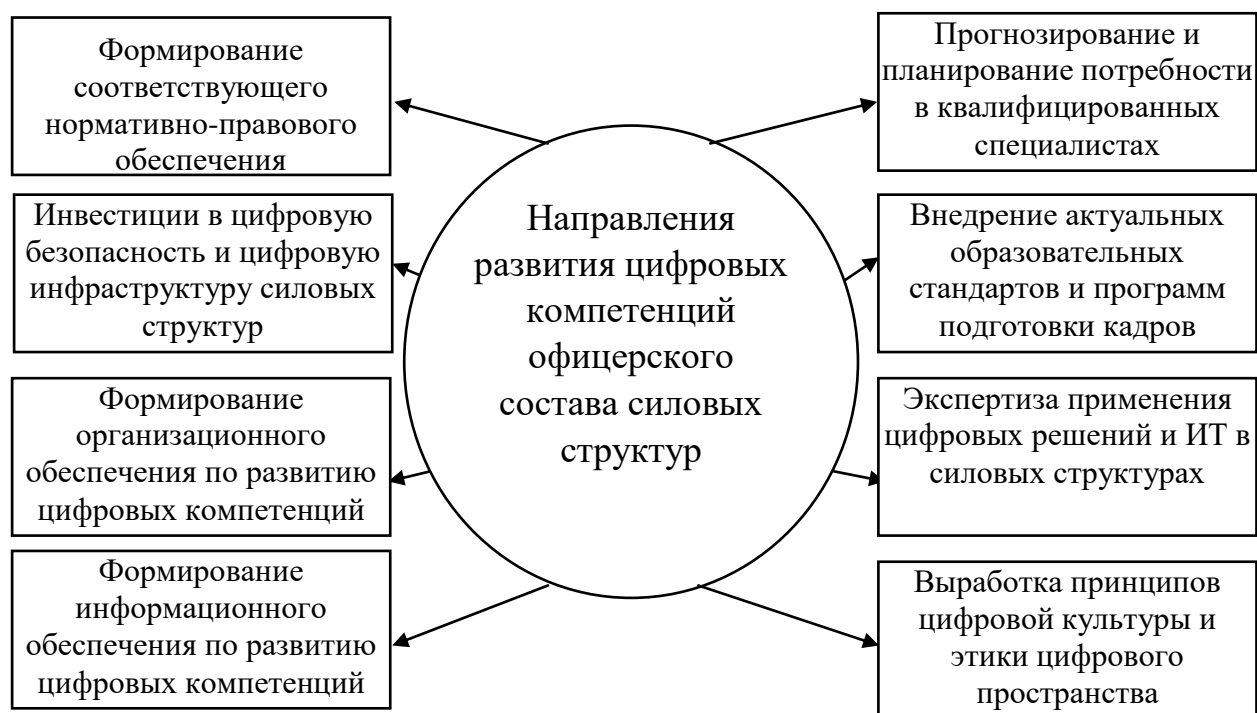 Формирование
соответствующего
нормативно-правового
обеспечения
Инвестиции в цифровую
безопасность и цифровую
инфраструктуру силовых
структур
Формирование
организационного
обеспечения по развитию
цифровых компетенций
Формирование
информационного
обеспечения по развитию
цифровых компетенций
Направления
развития цифровых
компетенций
офицерского
состава силовых
структур
Прогнозирование и
планирование потребности
в квалифицированных
специалистах
Внедрение актуальных
образовательных
стандартов и программ
подготовки кадров
Экспертиза применения
цифровых решений и ИТ в
силовых структурах
Выработка принципов
цифровой культуры и
этики цифрового
пространства